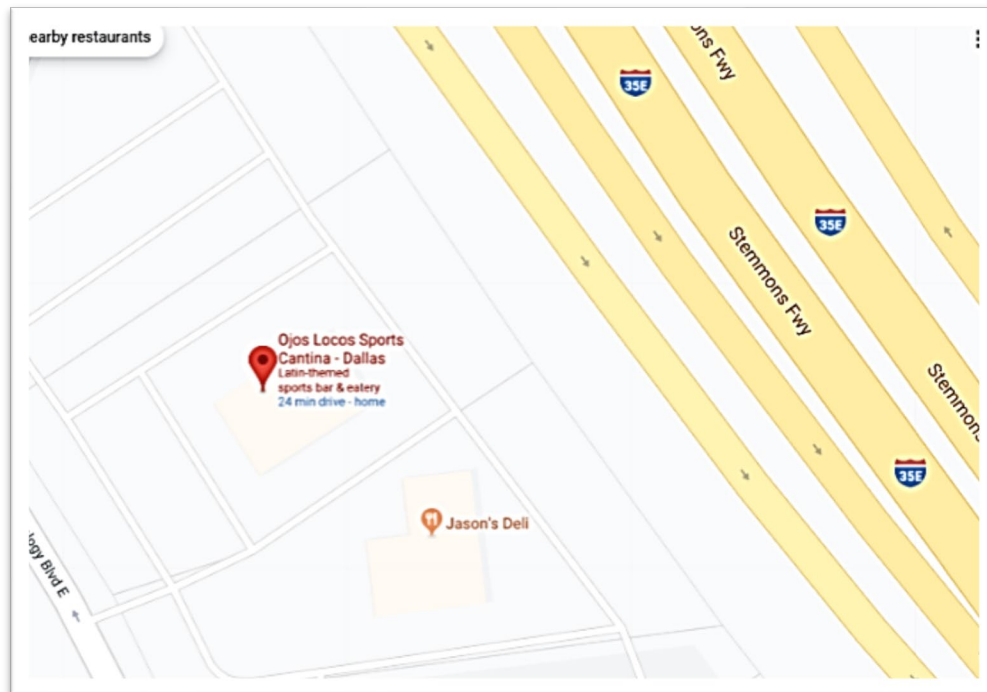 earby restaurants
ons Fwy
35E
35E
Stemmons Fwy
Ojos Locos Sports
Cantina - Dallas
Latin-themed
sports bar & eatery
24 min drive - home
Stemmons
35E
Jason's Deli
logy Blvd E